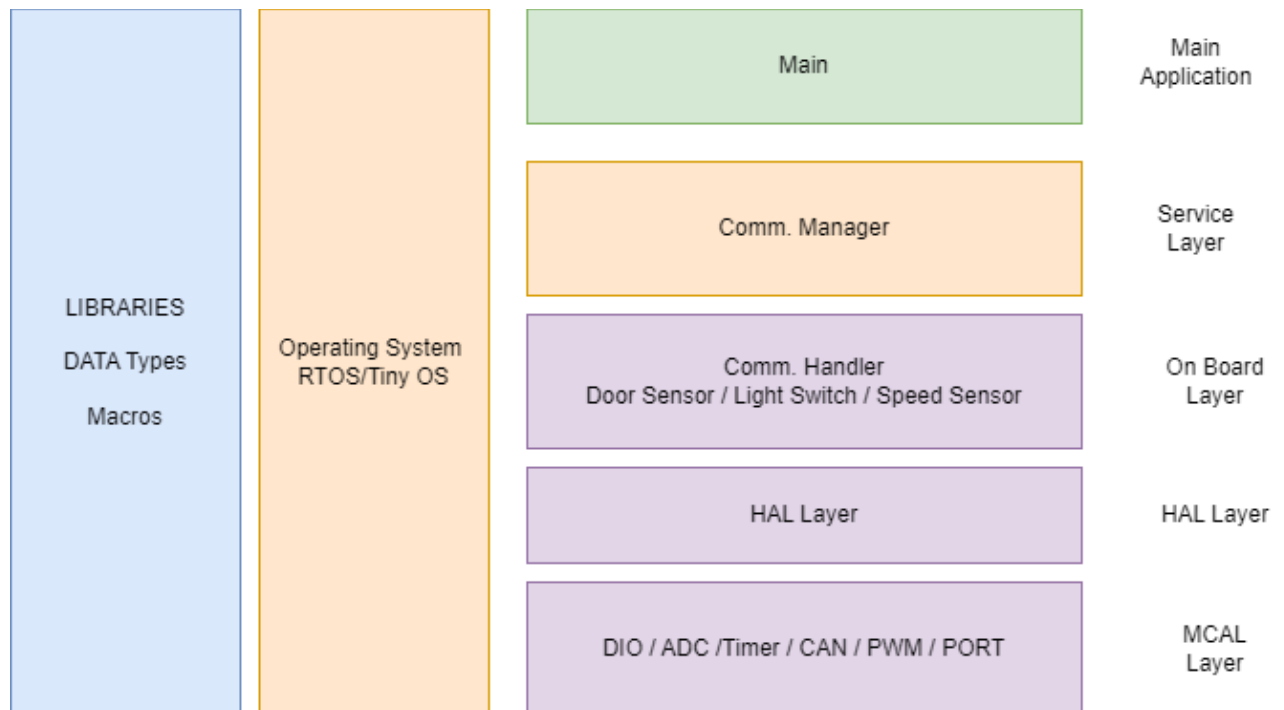 LIBRARIES
DATA Types
Macros
Operating System
RTOS/Tiny OS
Main
Main
Application
Comm. Manager
Service
Layer
Comm. Handler
Door Sensor / Light Switch / Speed Sensor
On Board
Layer
HAL Layer
HAL Layer
DIO / ADC /Timer / CAN / PWM / PORT
MCAL
Layer